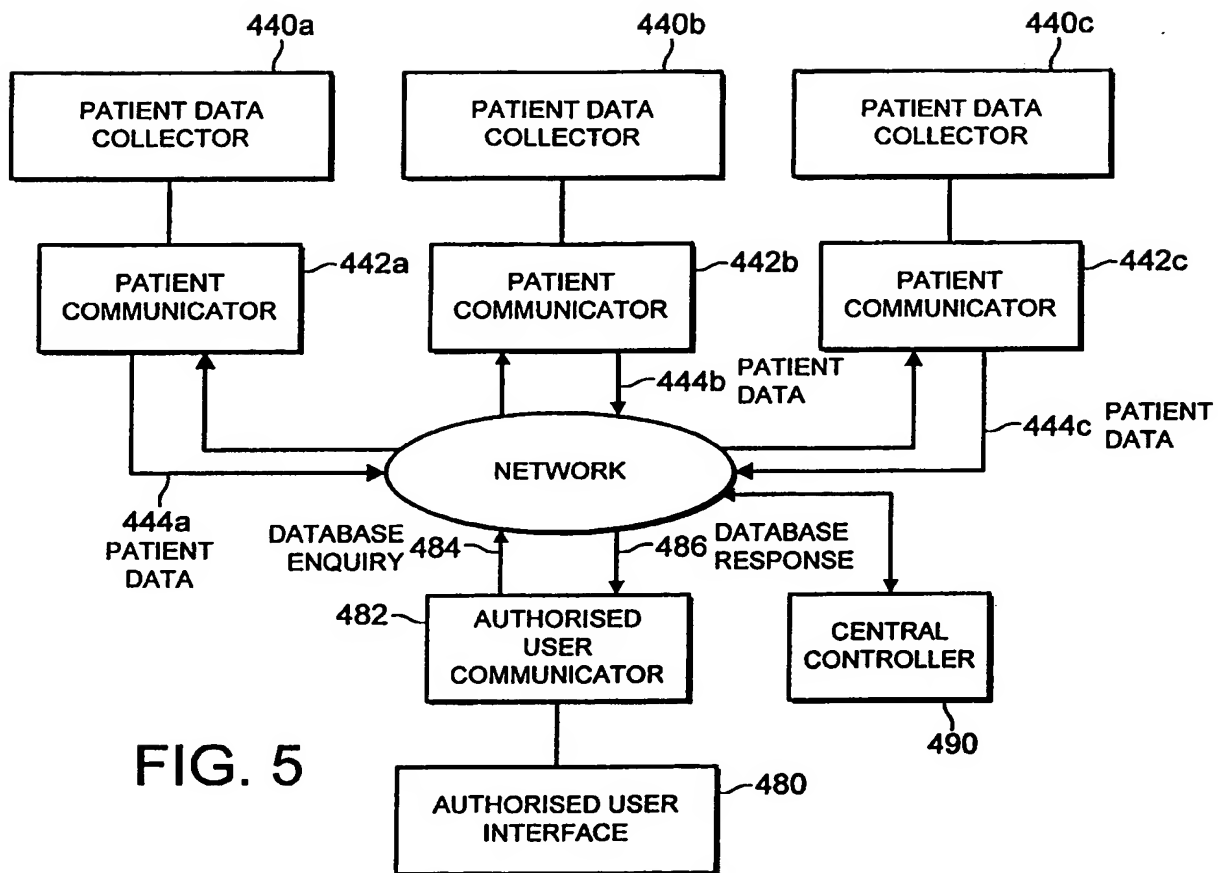 440a
440b
440c
PATIENT DATA
COLLECTOR
PATIENT DATA
COLLECTOR
PATIENT DATA
COLLECTOR
PATIENT
COMMUNICATOR
442a
PATIENT
COMMUNICATOR
442b
PATIENT
COMMUNICATOR
442c
444b
PATIENT
DATA
444c
PATIENT
DATA
NETWORK
444a
PATIENT
DATA
DATABASE
ENQUIRY
484
486
DATABASE
RESPONSE
482
AUTHORISED
USER
COMMUNICATOR
CENTRAL
CONTROLLER
490
FIG. 5
AUTHORISED USER
INTERFACE
480